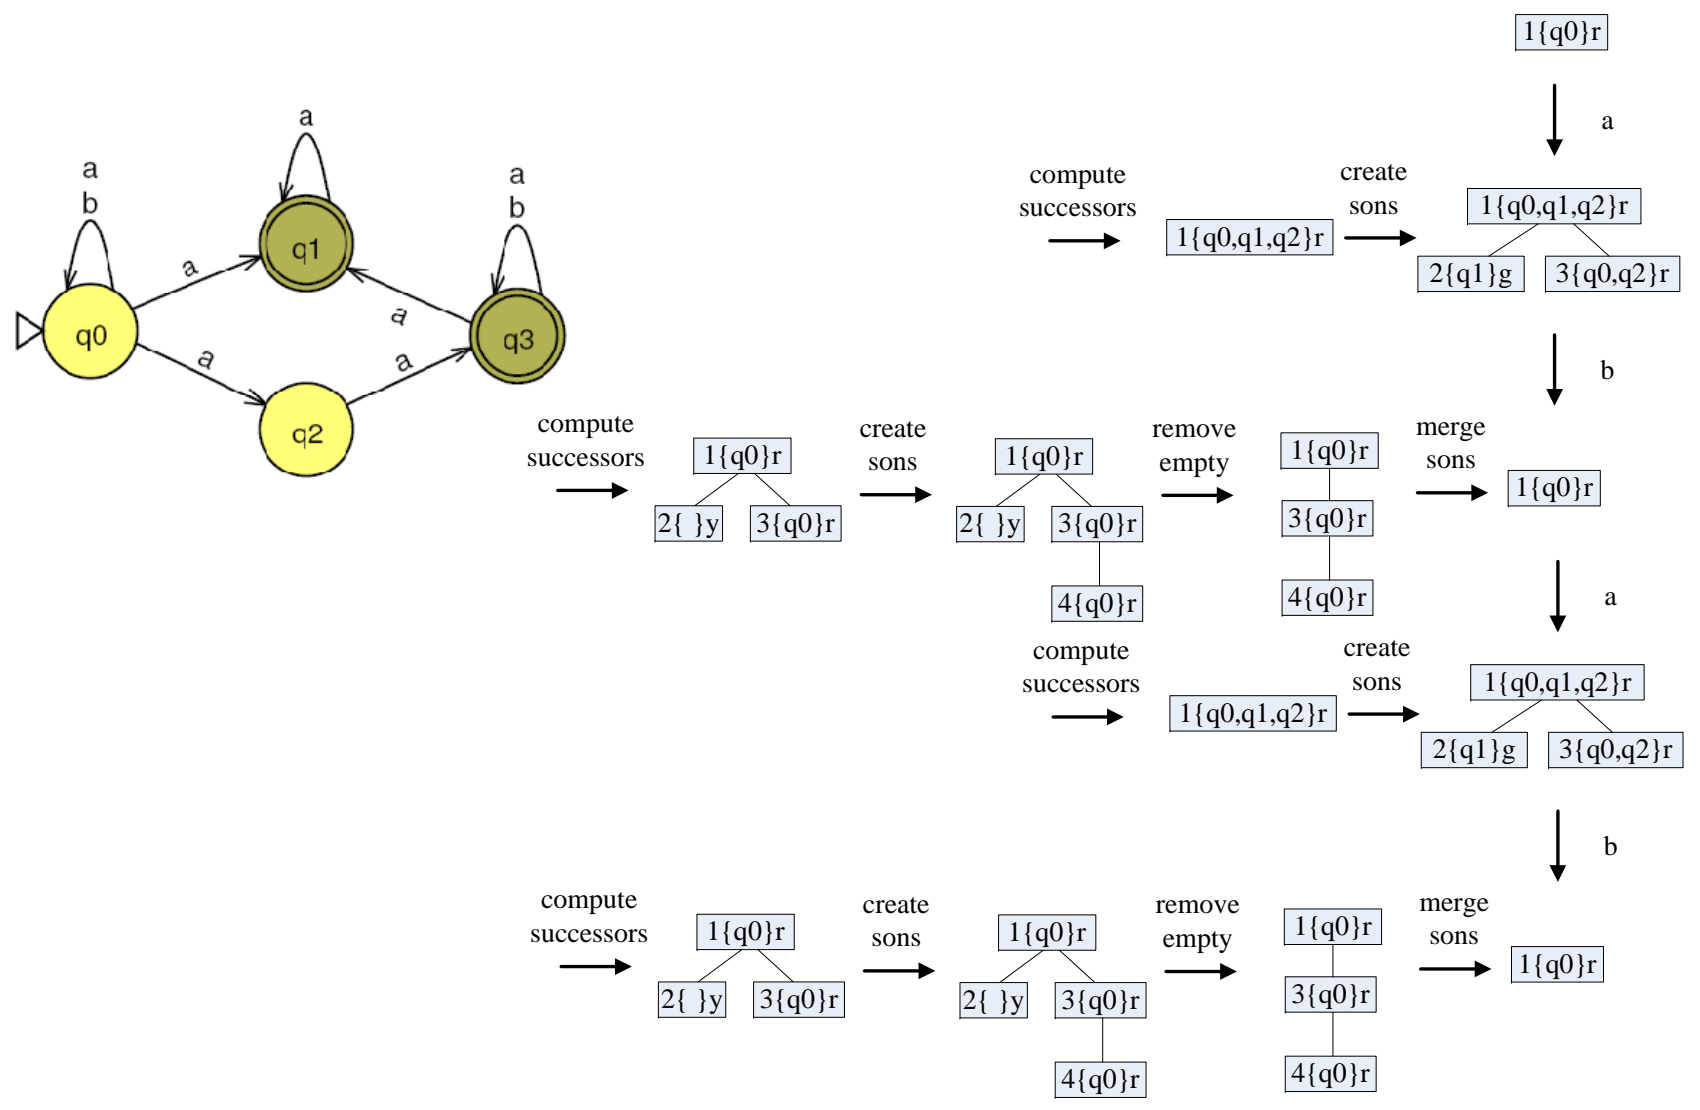 1{q0}r
a
a
b
q0
a
q1
a
b
q3
a
a
a
a
q2
a
compute
successors
1{q0,q1,q2}r
create
sons
1{q0,q1,q2}r
2{q1}g
3{q0,q2}r
b
compute
successors
1{q0}r
2{ }y
3{q0}r
create
sons
1{q0}r
2{ }y
3{q0}r
4{q0}r
remove
empty
1{q0}r
3{q0}r
4{q0}r
merge
sons
1{q0}r
a
compute
successors
1{q0,q1,q2}r
create
sons
1{q0,q1,q2}r
2{q1}g
3{q0,q2}r
b
compute
successors
1{q0}r
2{ }y
3{q0}r
create
sons
1{q0}r
2{ }y
3{q0}r
4{q0}r
remove
empty
1{q0}r
3{q0}r
4{q0}r
merge
sons
1{q0}r